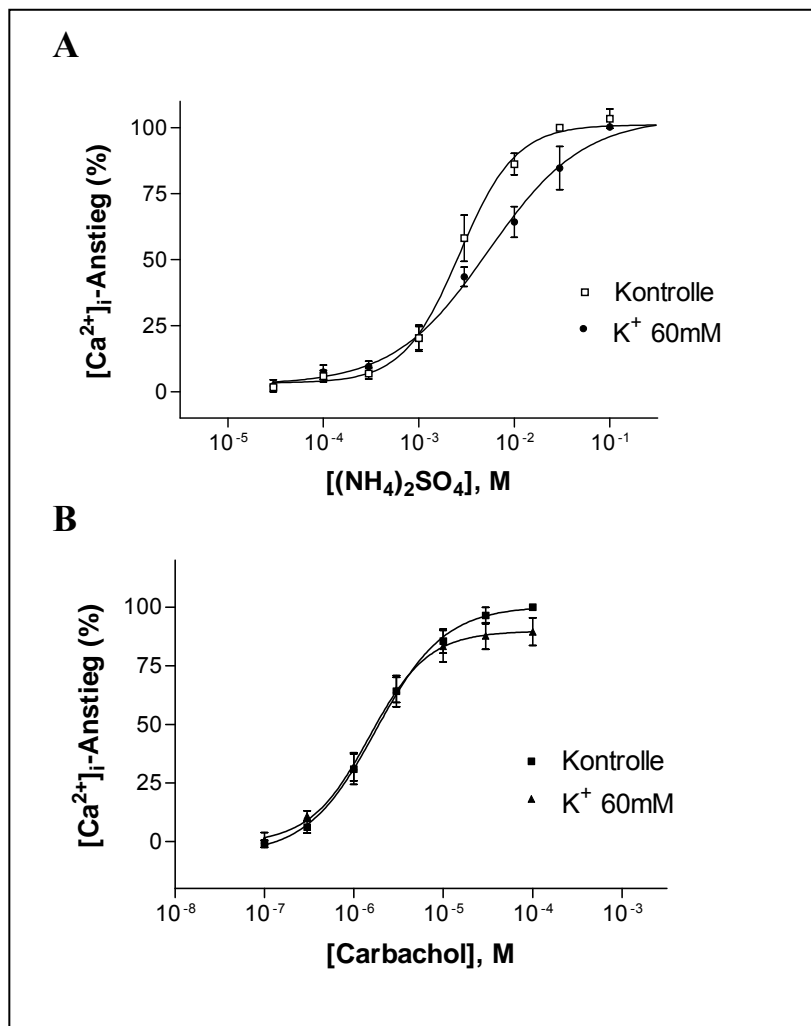 A
[Ca²⁺]ᵢ-Anstieg (%)
100
75
50
25
0
Kontrolle
K⁺ 60mM
10⁻⁵ 10⁻⁴ 10⁻³ 10⁻² 10⁻¹
[(NH₄)₂SO₄], M
B
[Ca²⁺]ᵢ-Anstieg (%)
100
75
50
25
0
Kontrolle
K⁺ 60mM
10⁻⁸ 10⁻⁷ 10⁻⁶ 10⁻⁵ 10⁻⁴ 10⁻³
[Carbachol], M